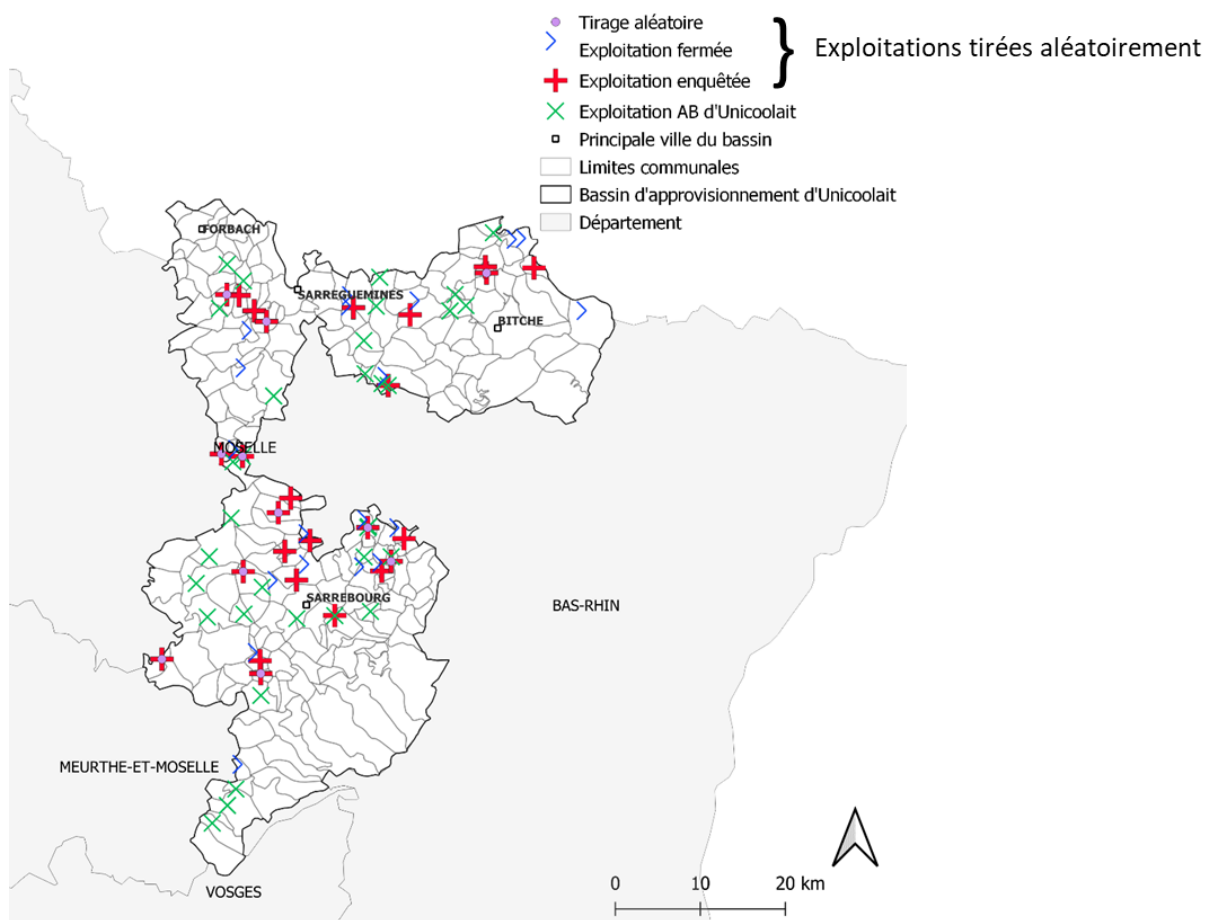 Tirage aléatoire
Exploitation fermée
Exploitations tirées aléatoirement
Exploitation enquêtée
Exploitation AB d'Unicoolait
Principale ville du bassin
Limites communales
Bassin d'approvisionnement d'Unicoolait
Département
FORBACH
SARREGUEMINES
BITCHE
MOSELLE
SARREBOURG
BAS-RHIN
MEURTHE-ET-MOSELLE
VOSGES
0 10 20 km